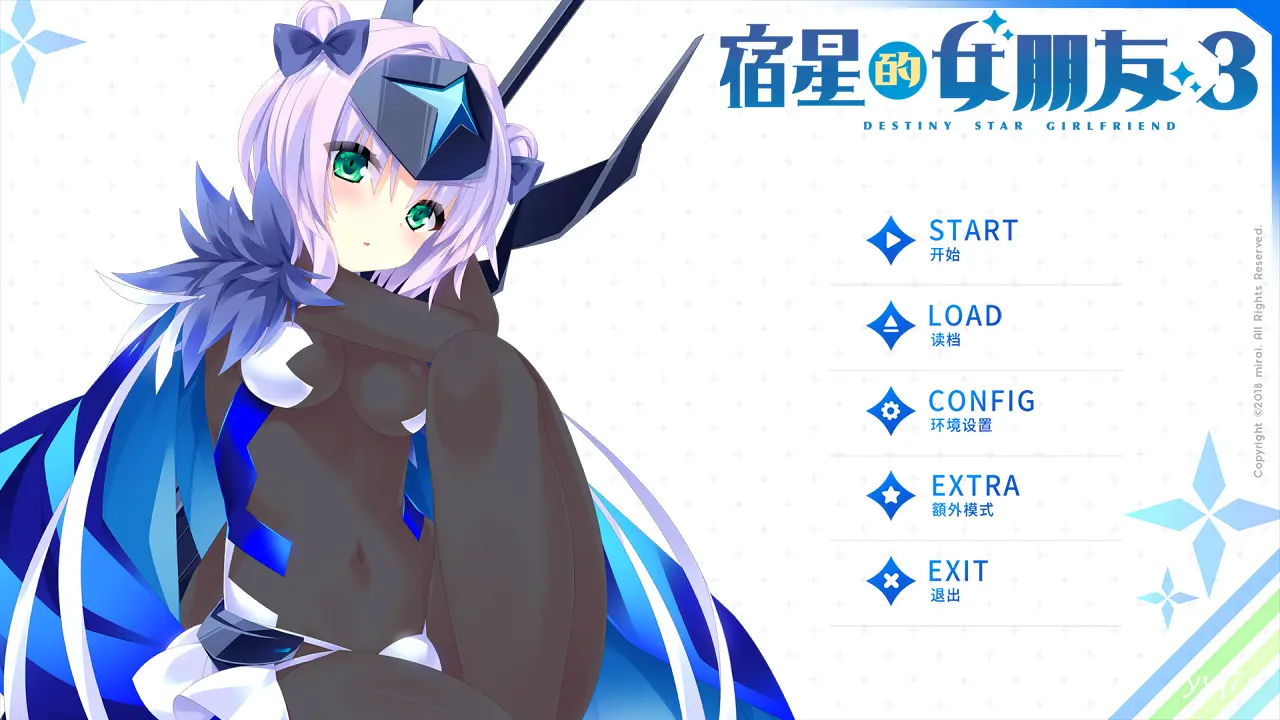 宿星的女朋友3
DESTINY STAR GIRLFRIEND
START
开始
LOAD
读档
CONFIG
环境设置
EXTRA
額外模式
EXIT
退出
Copyright ©2018 mirai. All Rights Reserved.